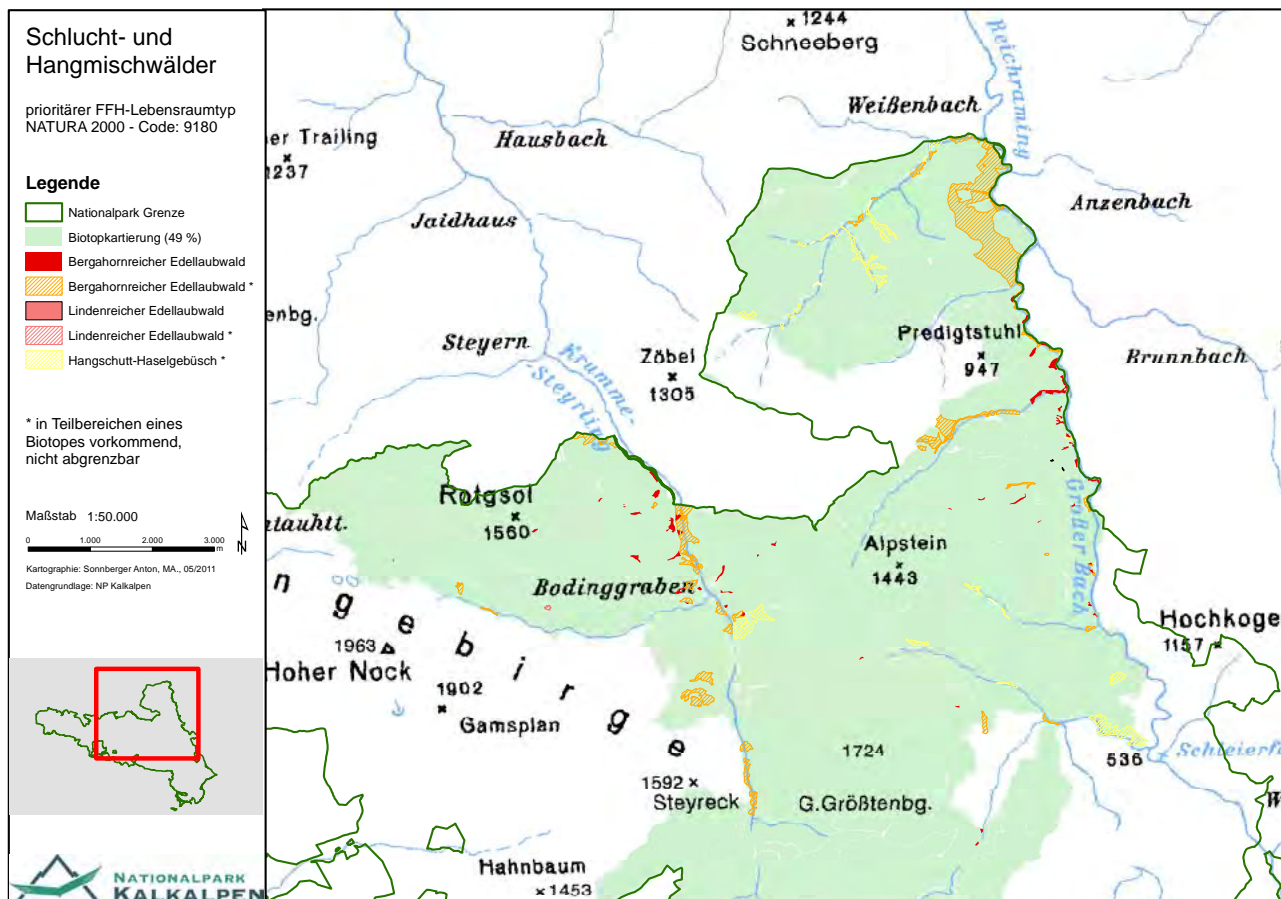 Schlucht- und
Hangmischwälder
prioritärer FFH-Lebensraumtyp
NATURA 2000 - Code: 9180
Legende
Nationalpark Grenze
Biotopkartierung (49 %)
Bergahornreicher Edellaubwald
Bergahornreicher Edellaubwald *
Lindenreicher Edellaubwald
Lindenreicher Edellaubwald *
Hangschutt-Haselgebüsch *
* in Teilbereichen eines
Biotopes vorkommend,
nicht abgrenzbar
Maßstab 1:50.000
0 1.000 2.000 3.000
m
N
Kartographie: Sonnberger Anton, MA., 05/2011
Datengrundlage: NP Kalkalpen
NATIONALPARK
KALKALPEN
1244
Schneeberg
Reichraming
Weißenbach
er Trailing
1237
Hausbach
Jaidhaus
Anzenbach
enbg.
Steyern
Krumme-
-Steyrling
Zöbel
1305
Predigtstuhl
947
Brunnbach
Rotgsol
1560
Großer Bach
Alpstein
1443
Bodinggraben
Hochkoge
1157
ngebirge
1963
Hoher Nock
1902
Gamsplan
1724
536
Schleierf
1592
Steyreck
G.Größtenbg.
W
Hahnbaum
1453